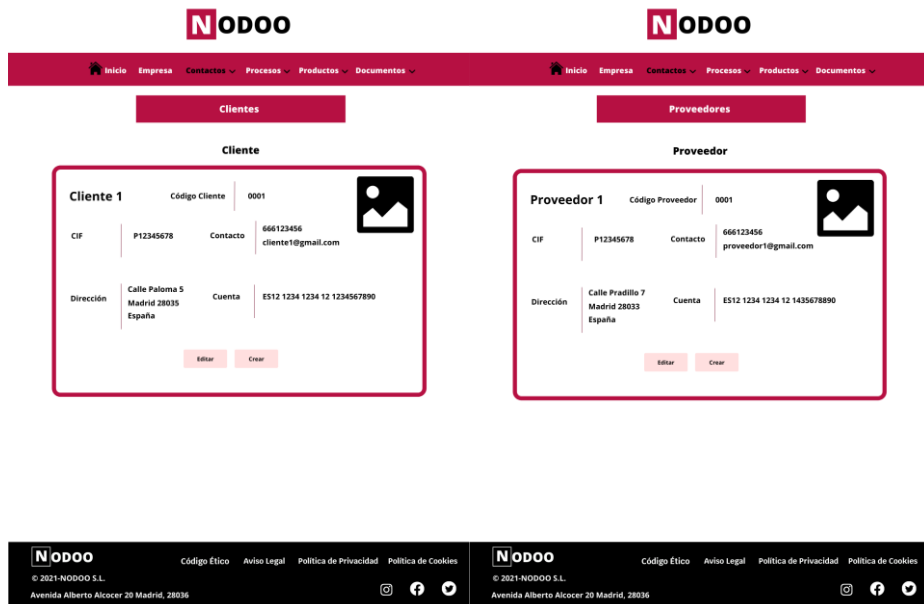 NODOO
Inicio Empresa Contactos Procesos Productos Documentos
Clientes
Cliente
Cliente 1 Código Cliente 0001
CIF P12345678 Contacto 666123456
cliente1@gmail.com
Dirección Calle Paloma 5
Madrid 28035
España
Cuenta ES12 1234 1234 12 1234567890
Editar Crear
NODOO
© 2021-NODOO S.L.
Avenida Alberto Alcocer 20 Madrid, 28036
Código Ético Aviso Legal Política de Privacidad Política de Cookies
NODOO
Inicio Empresa Contactos Procesos Productos Documentos
Proveedores
Proveedor
Proveedor 1 Código Proveedor 0001
CIF P12345678 Contacto 666123456
proveedor1@gmail.com
Dirección Calle Pradillo 7
Madrid 28033
España
Cuenta ES12 1234 1234 12 1435678890
Editar Crear
NODOO
© 2021-NODOO S.L.
Avenida Alberto Alcocer 20 Madrid, 28036
Código Ético Aviso Legal Política de Privacidad Política de Cookies